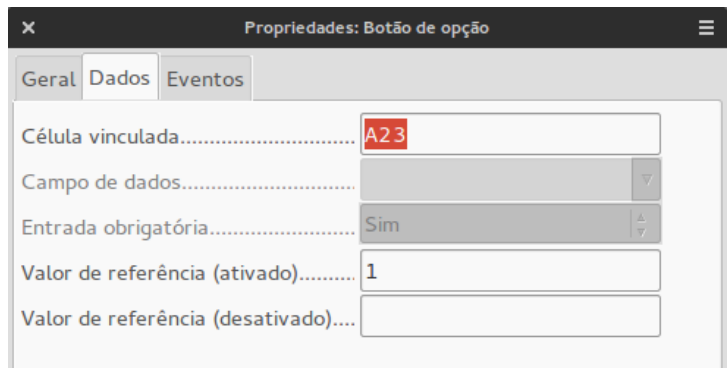 Propriedades: Botão de opção
Geral Dados Eventos
Célula vinculada............................. A23
Campo de dados.............................
Entrada obrigatória........................ Sim
Valor de referência (ativado).......... 1
Valor de referência (desativado)....